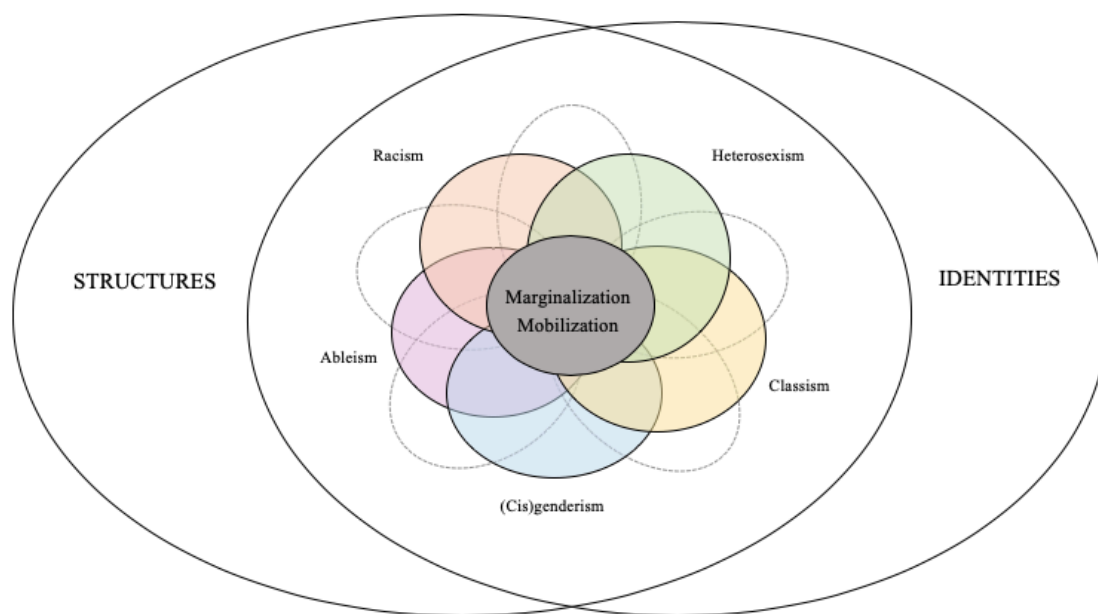 Racism
Heterosexism
STRUCTURES
IDENTITIES
Marginalization
Mobilization
Ableism
Classism
(Cis)genderism